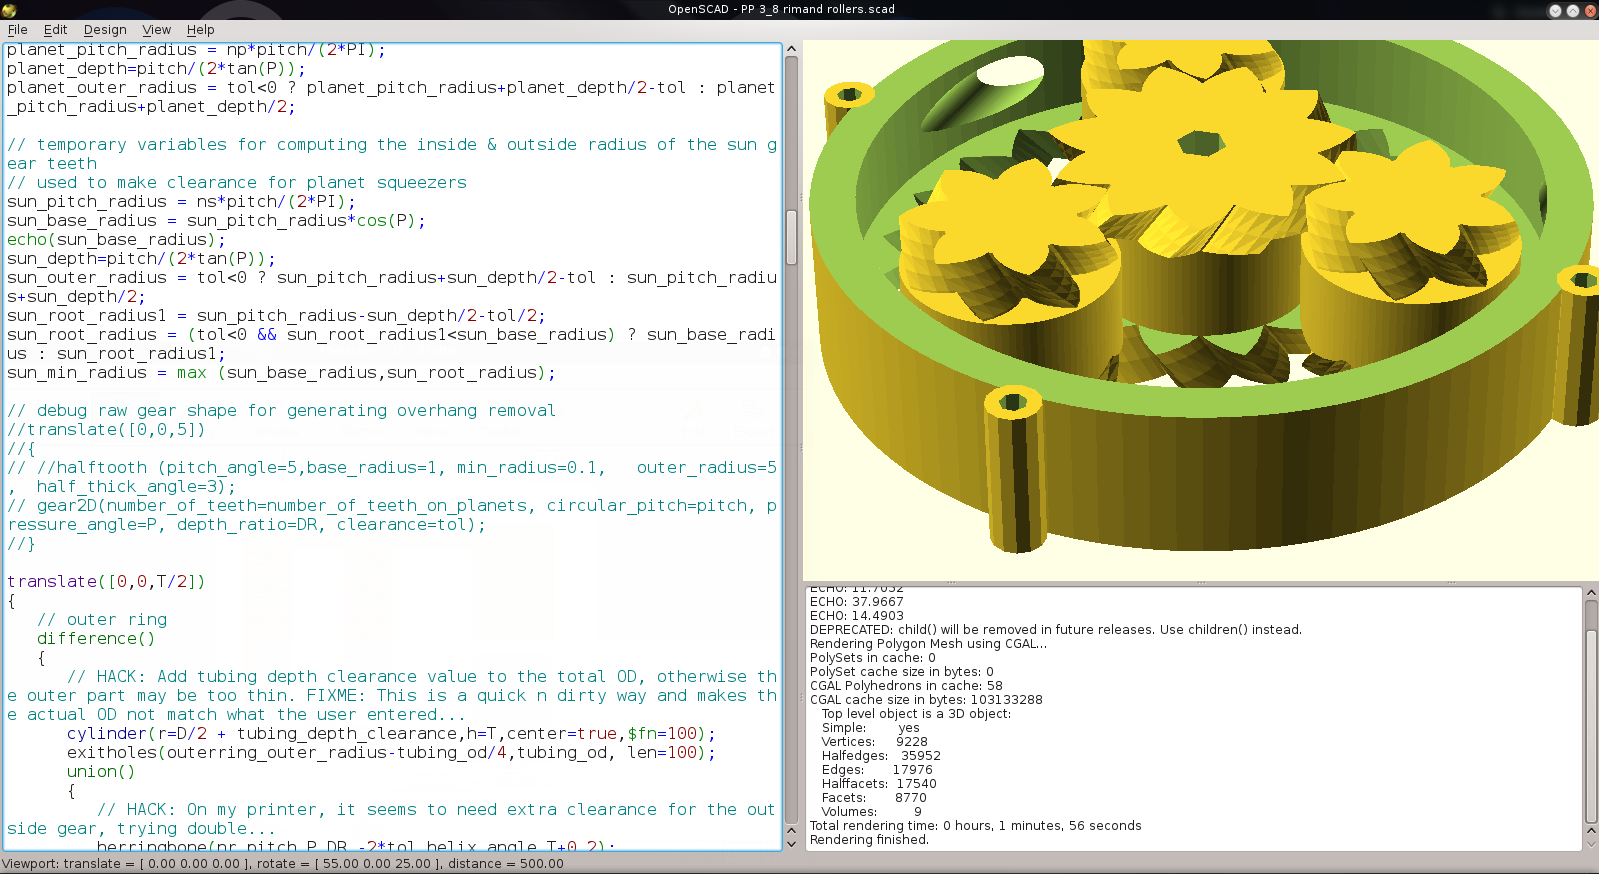 OpenSCAD - PP 3_8 rimand rollers.scad
File Edit Design View Help
planet_pitch_radius = np*pitch/(2*PI);
planet_depth=pitch/(2*tan(P));
planet_outer_radius = tol<0 ? planet_pitch_radius+planet_depth/2-tol : planet
_pitch_radius+planet_depth/2;
// temporary variables for computing the inside & outside radius of the sun g
ear teeth
// used to make clearance for planet squeezers
sun_pitch_radius = ns*pitch/(2*PI);
sun_base_radius = sun_pitch_radius*cos(P);
echo(sun_base_radius);
sun_depth=pitch/(2*tan(P));
sun_outer_radius = tol<0 ? sun_pitch_radius+sun_depth/2-tol : sun_pitch_radiu
s+sun_depth/2;
sun_root_radius1 = sun_pitch_radius-sun_depth/2-tol/2;
sun_root_radius = (tol<0 && sun_root_radius1<sun_base_radius) ? sun_base_radi
us : sun_root_radius1;
sun_min_radius = max (sun_base_radius,sun_root_radius);
// debug raw gear shape for generating overhang removal
//translate([0,0,5])
//{
// //halftooth (pitch_angle=5,base_radius=1, min_radius=0.1,   outer_radius=5
,  half_thick_angle=3);
// gear2D(number_of_teeth=number_of_teeth_on_planets, circular_pitch=pitch, p
ressure_angle=P, depth_ratio=DR, clearance=tol);
//}
translate([0,0,T/2])
{
// outer ring
difference()
{
// HACK: Add tubing depth clearance value to the total OD, otherwise th
e outer part may be too thin. FIXME: This is a quick n dirty way and makes th
e actual OD not match what the user entered...
cylinder(r=D/2 + tubing_depth_clearance,h=T,center=true,$fn=100);
exitholes(outerring_outer_radius-tubing_od/4,tubing_od, len=100);
union()
{
// HACK: On my printer, it seems to need extra clearance for the out
side gear, trying double...
herringbone(nr,pitch,P,DR,-2*tol,helix_angle,T+0.2);
ECHO: 11.7052
ECHO: 37.9667
ECHO: 14.4903
DEPRECATED: child() will be removed in future releases. Use children() instead.
Rendering Polygon Mesh using CGAL...
PolySets in cache: 0
PolySet cache size in bytes: 0
CGAL Polyhedrons in cache: 58
CGAL cache size in bytes: 103133288
Top level object is a 3D object:
Simple: yes
Vertices: 9228
Halfedges: 35952
Edges: 17976
Halffacets: 17540
Facets: 8770
Volumes: 9
Total rendering time: 0 hours, 1 minutes, 56 seconds
Rendering finished.
Viewport: translate = [ 0.00 0.00 0.00 ], rotate = [ 55.00 0.00 25.00 ], distance = 500.00